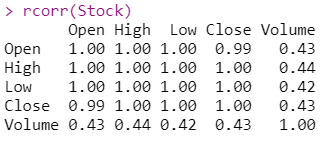 > rcorr(Stock)
Open High Low Close Volume
Open 1.00 1.00 1.00 0.99 0.43
High 1.00 1.00 1.00 1.00 0.44
Low 1.00 1.00 1.00 1.00 0.42
Close 0.99 1.00 1.00 1.00 0.43
Volume 0.43 0.44 0.42 0.43 1.00